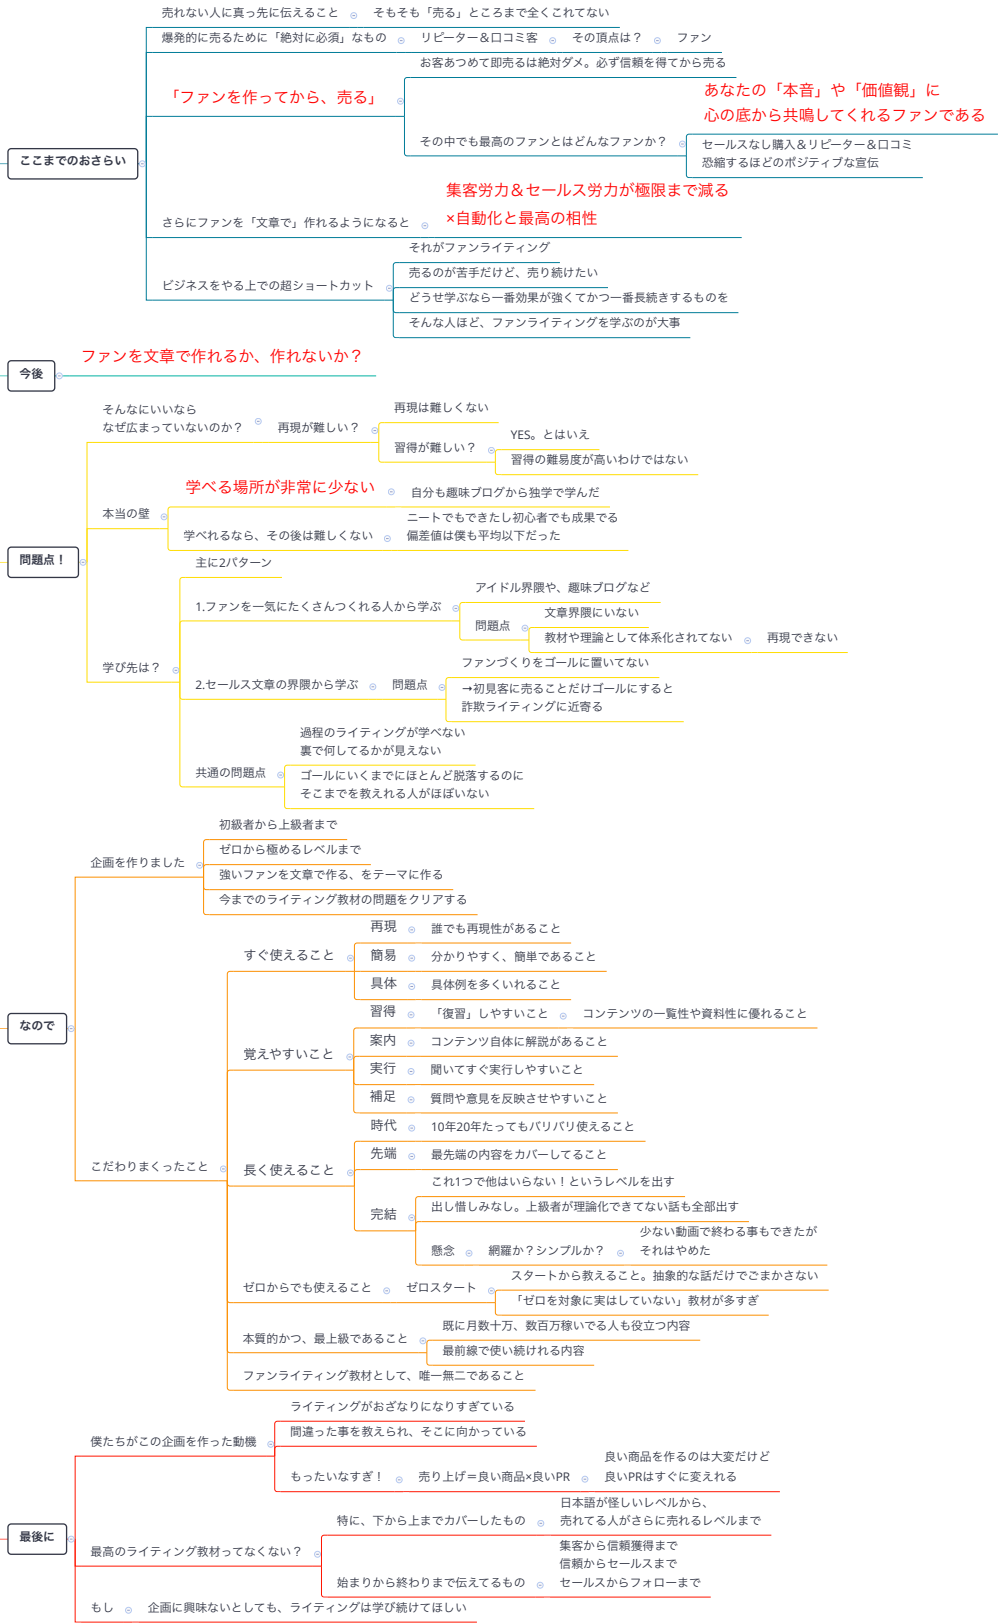 ここまでのおさらい
売れない人に真っ先に伝えること
そもそも「売る」ところまで全くこれてない
爆発的に売るために「絶対に必須」なもの
リピーター＆口コミ客
その頂点は？
ファン
「ファンを作ってから、売る」
お客あつめて即売るは絶対ダメ。必ず信頼を得てから売る
その中でも最高のファンとはどんなファンか？
あなたの「本音」や「価値観」に
心の底から共鳴してくれるファンである
セールスなし購入＆リピーター＆口コミ
恐縮するほどのポジティブな宣伝
さらにファンを「文章で」作れるようになると
集客労力＆セールス労力が極限まで減る
×自動化と最高の相性
ビジネスをやる上での超ショートカット
それがファンライティング
売るのが苦手だけど、売り続けたい
どうせ学ぶなら一番効果が強くてかつ一番長続きするものを
そんな人ほど、ファンライティングを学ぶのが大事
今後
ファンを文章で作れるか、作れないか？
問題点！
そんなにいいなら
なぜ広まっていないのか？
再現が難しい？
再現は難しくない
習得が難しい？
YES。とはいえ
習得の難易度が高いわけではない
本当の壁
学べる場所が非常に少ない
自分も趣味ブログから独学で学んだ
学べれるなら、その後は難しくない
ニートでもできたし初心者でも成果でる
偏差値は僕も平均以下だった
学び先は？
主に2パターン
1.ファンを一気にたくさんつくれる人から学ぶ
アイドル界隈や、趣味ブログなど
問題点
文章界隈にいない
教材や理論として体系化されてない
再現できない
2.セールス文章の界隈から学ぶ
問題点
ファンづくりをゴールに置いてない
→初見客に売ることだけゴールにすると
詐欺ライティングに近寄る
共通の問題点
過程のライティングが学べない
裏で何してるかが見えない
ゴールにいくまでにほとんど脱落するのに
そこまでを教えれる人がほぼいない
なので
企画を作りました
初級者から上級者まで
ゼロから極めるレベルまで
強いファンを文章で作る、をテーマに作る
今までのライティング教材の問題をクリアする
こだわりまくったこと
すぐ使えること
再現
誰でも再現性があること
簡易
分かりやすく、簡単であること
具体
具体例を多くいれること
覚えやすいこと
習得
「復習」しやすいこと
コンテンツの一覧性や資料性に優れること
案内
コンテンツ自体に解説があること
実行
聞いてすぐ実行しやすいこと
補足
質問や意見を反映させやすいこと
長く使えること
時代
10年20年たってもバリバリ使えること
先端
最先端の内容をカバーしてること
完結
これ1つで他はいらない！というレベルを出す
出し惜しみなし。上級者が理論化できてない話も全部出す
懸念
網羅か？シンプルか？
少ない動画で終わる事もできたが
それはやめた
ゼロからでも使えること
ゼロスタート
スタートから教えること。抽象的な話だけでごまかさない
「ゼロを対象に実はしていない」教材が多すぎ
本質的かつ、最上級であること
既に月数十万、数百万稼いでる人も役立つ内容
最前線で使い続けれる内容
ファンライティング教材として、唯一無二であること
最後に
僕たちがこの企画を作った動機
ライティングがおざなりになりすぎている
間違った事を教えられ、そこに向かっている
もったいなすぎ！
売り上げ＝良い商品×良いPR
良い商品を作るのは大変だけど
良いPRはすぐに変えれる
最高のライティング教材ってなくない？
特に、下から上までカバーしたもの
日本語が怪しいレベルから、
売れてる人がさらに売れるレベルまで
始まりから終わりまで伝えてるもの
集客から信頼獲得まで
信頼からセールスまで
セールスからフォローまで
もし
企画に興味ないとしても、ライティングは学び続けてほしい